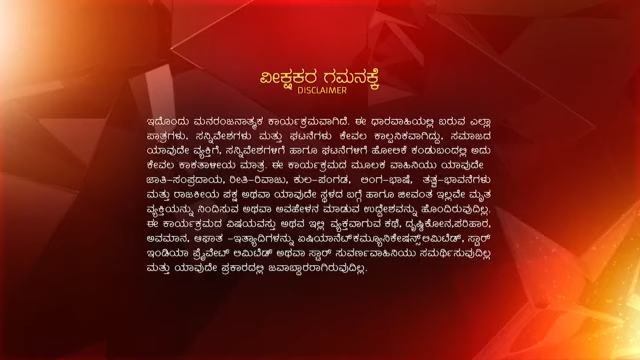 ವೀಕ್ಷಕರ ಗಮನಕ್ಕೆ
DISCLAIMER
ಇದೊಂದು ಮನರಂಜನಾತ್ಮಕ ಕಾರ್ಯಕ್ರಮವಾಗಿದೆ. ಈ ಧಾರವಾಹಿಯಲ್ಲಿ ಬರುವ ಎಲ್ಲಾ
ಪಾತ್ರಗಳು, ಸನ್ನಿವೇಶಗಳು ಮತ್ತು ಘಟನೆಗಳು ಕೇವಲ ಕಾಲ್ಪನಿಕವಾಗಿದ್ದು, ಸಮಾಜದ
ಯಾವುದೇ ವ್ಯಕ್ತಿಗೆ, ಸನ್ನಿವೇಶಗಳಿಗೆ ಹಾಗೂ ಘಟನೆಗಳಿಗೆ ಹೋಲಿಕೆ ಕಂಡುಬಂದಲ್ಲಿ ಅದು
ಕೇವಲ ಕಾಕತಾಳೀಯ ಮಾತ್ರ. ಈ ಕಾರ್ಯಕ್ರಮದ ಮೂಲಕ ವಾಹಿನಿಯು ಯಾವುದೇ
ಜಾತಿ-ಸಂಪ್ರದಾಯ, ರೀತಿ-ರಿವಾಜು, ಕುಲ-ಪಂಗಡ, ಲಿಂಗ-ಭಾಷೆ, ತತ್ವ-ಭಾವನೆಗಳು
ಮತ್ತು ರಾಜಕೀಯ ಪಕ್ಷ ಅಥವಾ ಯಾವುದೇ ಸ್ಥಳದ ಬಗ್ಗೆ ಹಾಗೂ ಜೀವಂತ ಇಲ್ಲವೇ ಮೃತ
ವ್ಯಕ್ತಿಯನ್ನು ನಿಂದಿಸುವ ಅಥವಾ ಅವಹೇಳನ ಮಾಡುವ ಉದ್ದೇಶವನ್ನು ಹೊಂದಿರುವುದಿಲ್ಲ.
ಈ ಕಾರ್ಯಕ್ರಮದ ವಿಷಯವಸ್ತು ಅಥವ ಇಲ್ಲಿ ವ್ಯಕ್ತವಾಗುವ ಕಥೆ, ದೃಷ್ಟಿಕೋನ,ಪರಿಹಾರ,
ಅವಮಾನ, ಆಘಾತ -ಇತ್ಯಾದಿಗಳನ್ನು ಏಷಿಯಾನೆಟ್‌ಕಮ್ಯೂನಿಕೇಷನ್ಸ್‌ಲಿಮಿಟೆಡ್, ಸ್ಟಾರ್
ಇಂಡಿಯಾ ಪ್ರೈವೇಟ್ ಲಿಮಿಟೆಡ್ ಅಥವಾ ಸ್ಟಾರ್ ಸುವರ್ಣವಾಹಿನಿಯು ಸಮರ್ಥಿಸುವುದಿಲ್ಲ
ಮತ್ತು ಯಾವುದೇ ಪ್ರಕಾರದಲ್ಲಿ ಜವಾಬ್ದಾರರಾಗಿರುವುದಿಲ್ಲ.